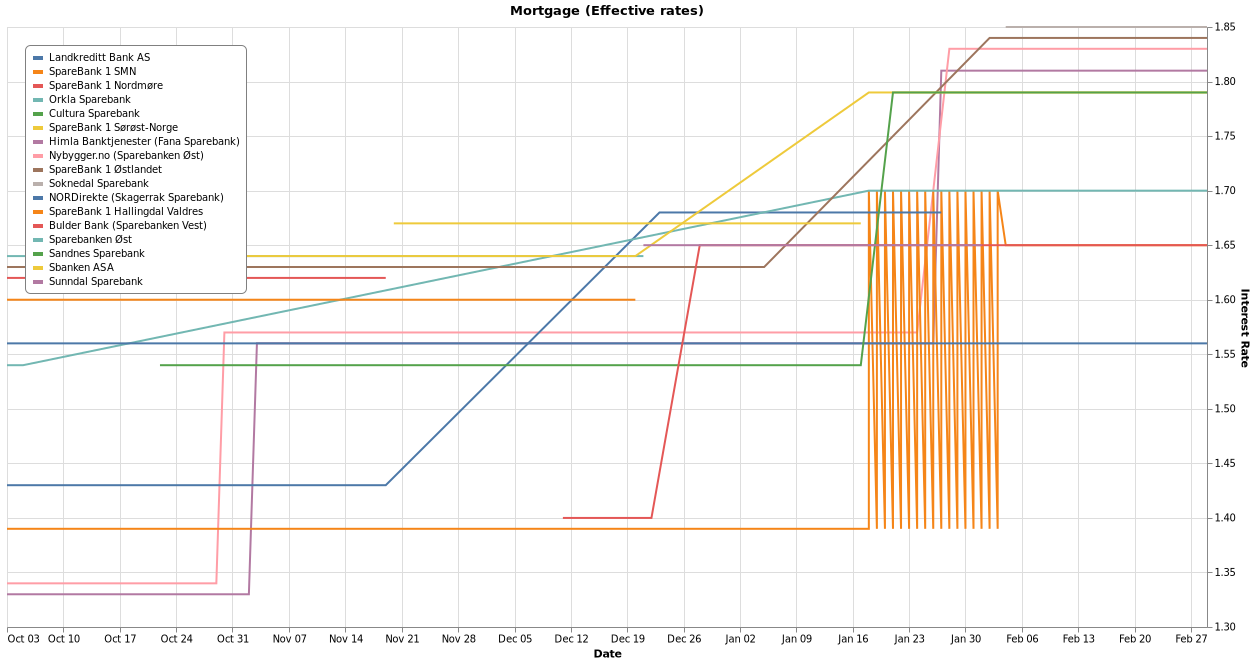 Mortgage (Effective rates)
Landkreditt Bank AS
SpareBank 1 SMN
SpareBank 1 Nordmøre
Orkla Sparebank
Cultura Sparebank
SpareBank 1 Sørøst-Norge
Himla Banktjenester (Fana Sparebank)
Nybygger.no (Sparebanken Øst)
SpareBank 1 Østlandet
Soknedal Sparebank
NORDirekte (Skagerrak Sparebank)
SpareBank 1 Hallingdal Valdres
Bulder Bank (Sparebanken Vest)
Sparebanken Øst
Sandnes Sparebank
Sbanken ASA
Sunndal Sparebank
1.85
1.80
1.75
1.70
1.65
1.60
1.55
1.50
1.45
1.40
1.35
1.30
Interest Rate
Oct 03 Oct 10 Oct 17 Oct 24 Oct 31 Nov 07 Nov 14 Nov 21 Nov 28 Dec 05 Dec 12 Dec 19 Dec 26 Jan 02 Jan 09 Jan 16 Jan 23 Jan 30 Feb 06 Feb 13 Feb 20 Feb 27
Date